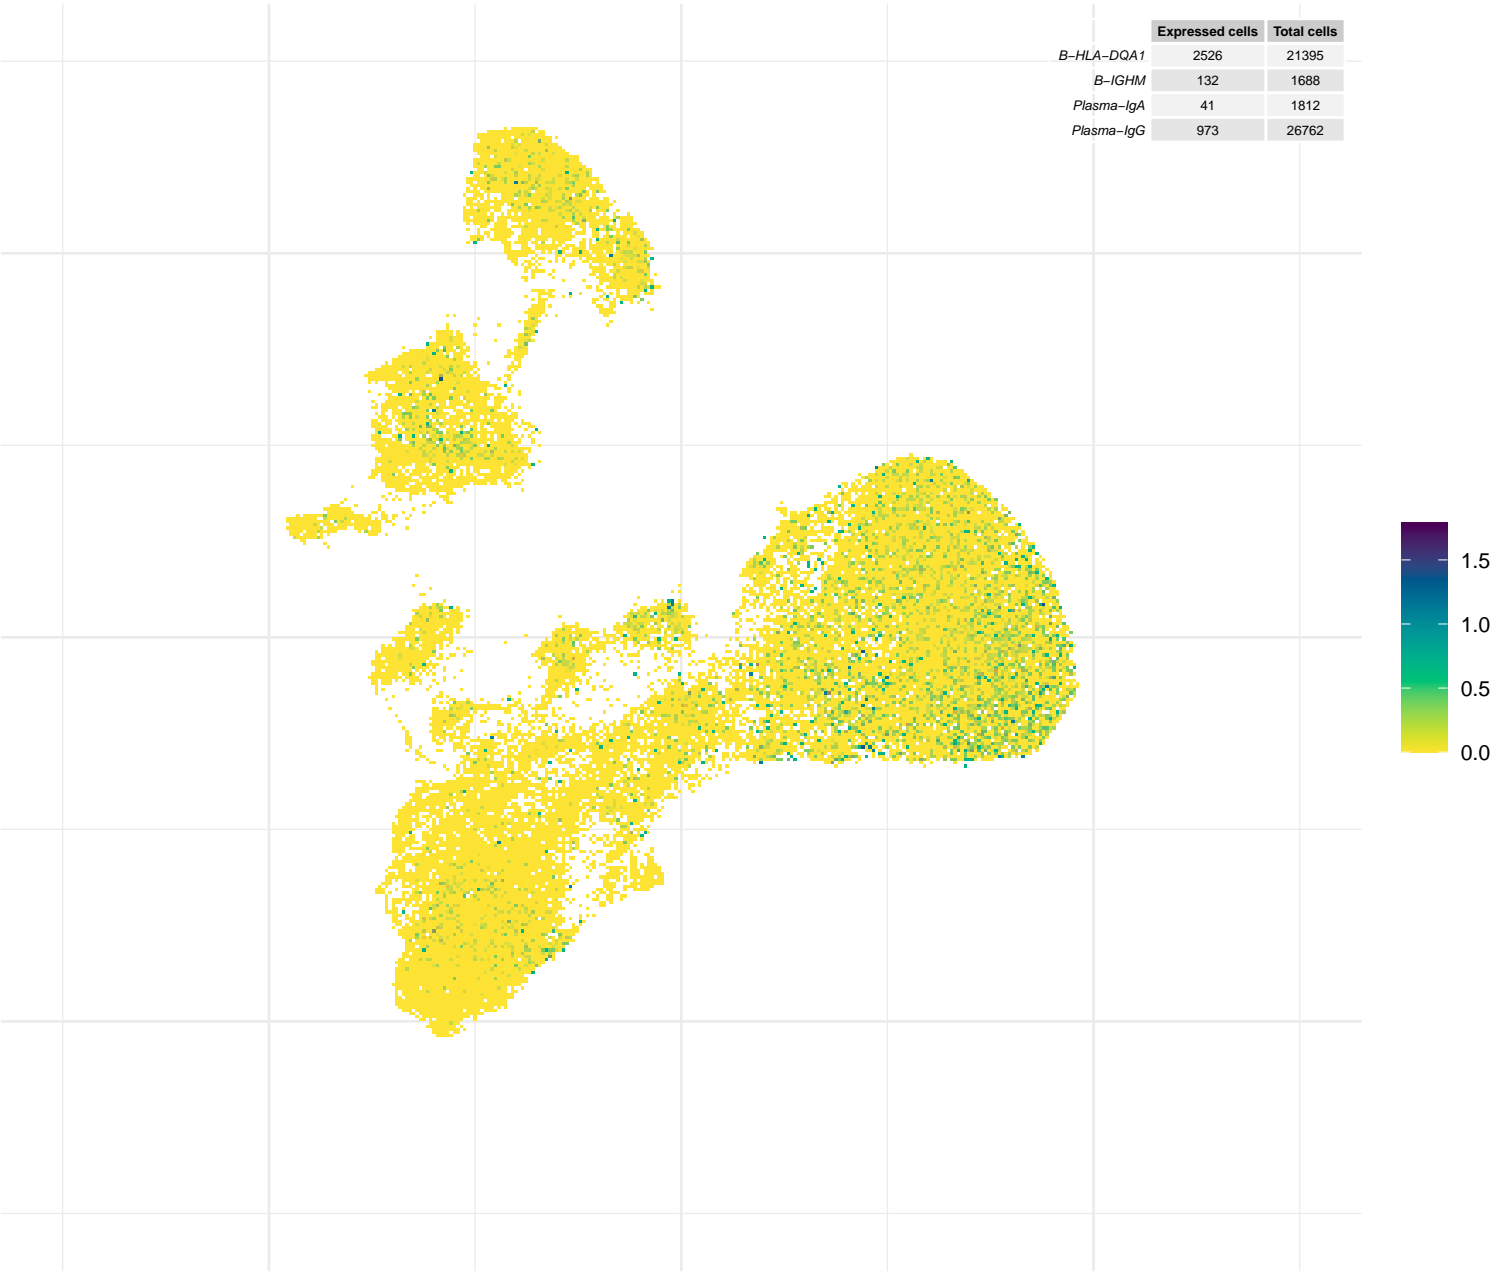 Expressed cells Total cells
B−HLA−DQA1 2526 21395
B−IGHM 132 1688
Plasma−IgA 41 1812
Plasma−IgG 973 26762
1.5
1.0
0.5
0.0